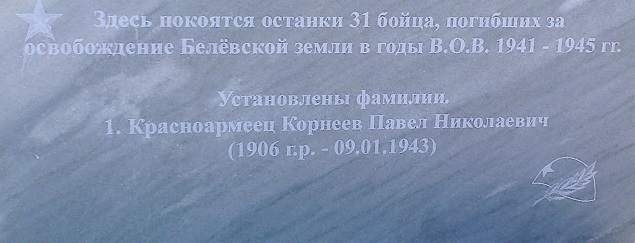 Здесь покоятся останки 31 бойца, погибших за
освобождение Белёвской земли в годы В.О.В. 1941 - 1945 гг.
Установлены фамилии.
1. Красноармеец Корнеев Павел Николаевич
(1906 г.р. - 09.01.1943)